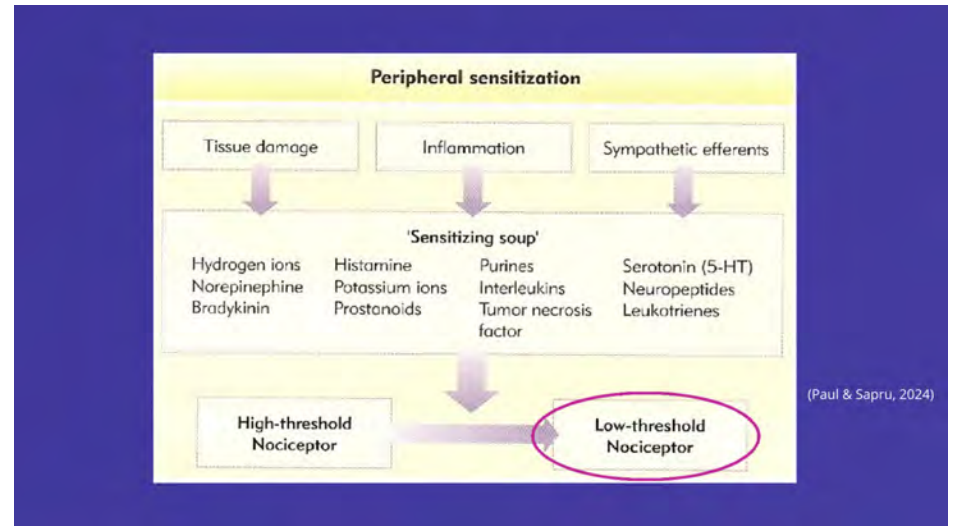 Peripheral sensitization
Tissue damage
Inflammation
Sympathetic efferents
'Sensitizing soup'
Hydrogen ions
Norepinephine
Bradykinin
Histamine
Potassium ions
Prostanoids
Purines
Interleukins
Tumor necrosis
factor
Serotonin (5-HT)
Neuropeptides
Leukotrienes
(Paul & Sapru, 2024)
High-threshold
Nociceptor
Low-threshold
Nociceptor